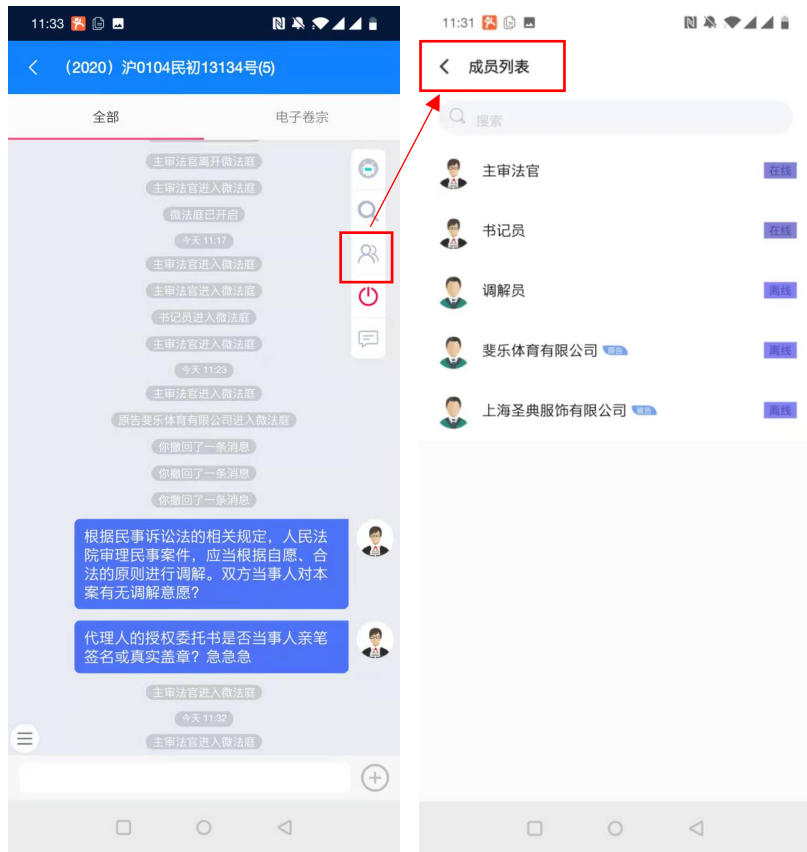 11:33
(2020)沪0104民初13134号(5)
全部
电子卷宗
主审法官离开微法庭
主审法官进入微法庭
微法庭已开启
今天 11:17
主审法官进入微法庭
主审法官进入微法庭
书记员进入微法庭
主审法官进入微法庭
今天 11:23
主审法官进入微法庭
原告斐乐体育有限公司进入微法庭
你撤回了一条消息
你撤回了一条消息
你撤回了一条消息
根据民事诉讼法的相关规定，人民法
院审理民事案件，应当根据自愿、合
法的原则进行调解。双方当事人对本
案有无调解意愿？
代理人的授权委托书是否当事人亲笔
签名或真实盖章？急急急
主审法官进入微法庭
今天 11:32
主审法官进入微法庭
11:31
成员列表
搜索
主审法官
在线
书记员
在线
调解员
离线
斐乐体育有限公司 原告
离线
上海圣典服饰有限公司 被告
离线